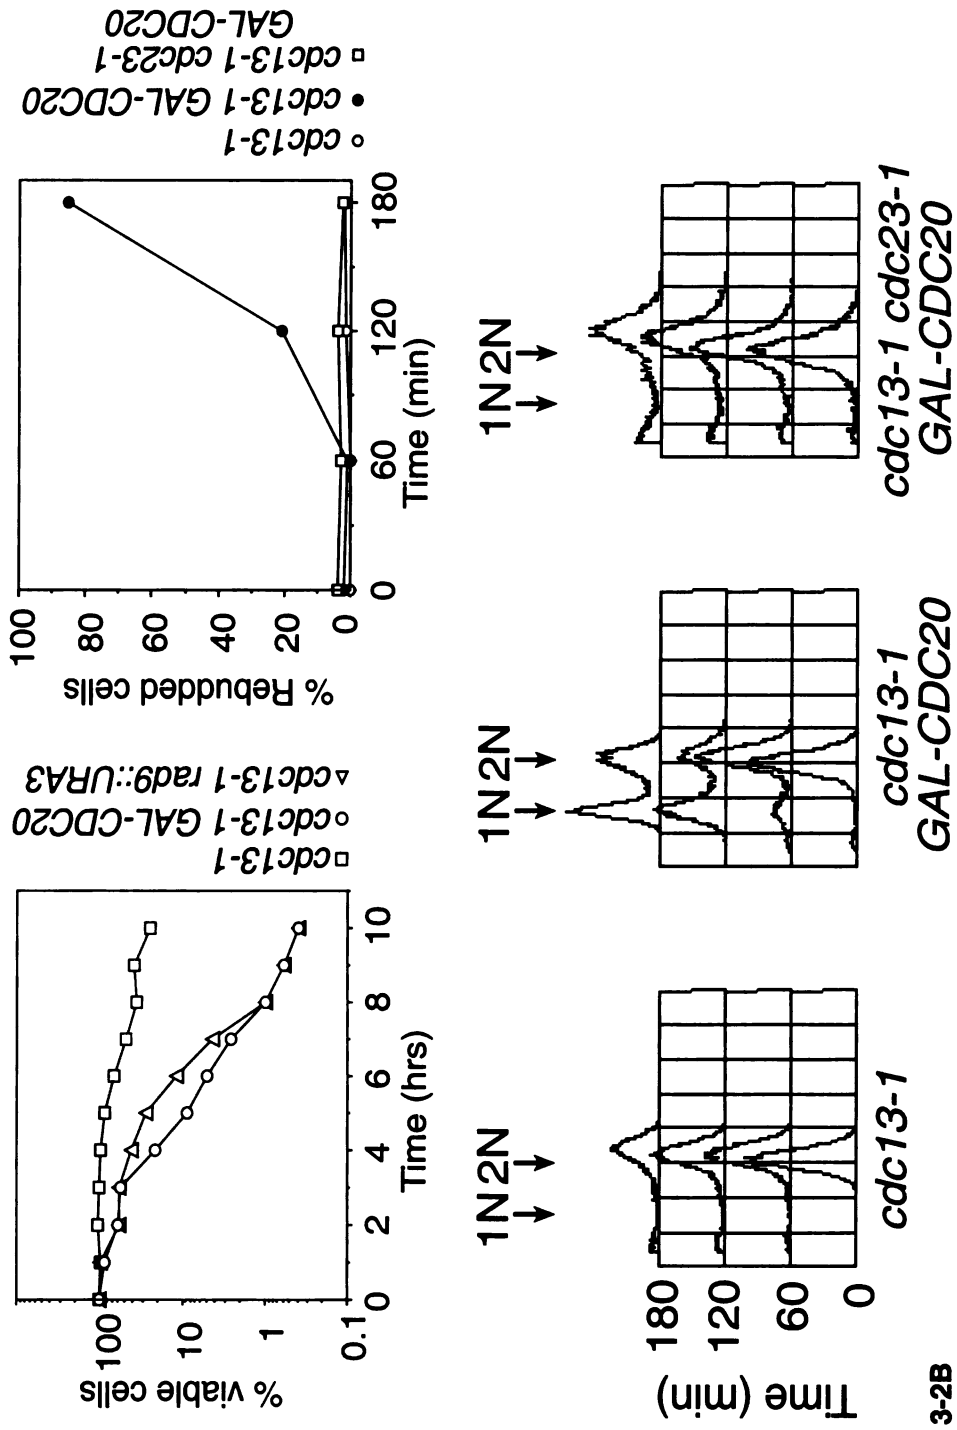 % viable cells
100
10
1
0.1
0 2 4 6 8 10
Time (hrs)
□ cdc13-1
○ cdc13-1 GAL-CDC20
△ cdc13-1 rad9::URA3
% Rebudded cells
100
80
60
40
20
0
0 60 120 180
Time (min)
○ cdc13-1
● cdc13-1 GAL-CDC20
□ cdc13-1 cdc23-1
GAL-CDC20
Time (min)
180
120
60
0
1N 2N
cdc13-1
1N 2N
cdc13-1
GAL-CDC20
1N 2N
cdc13-1 cdc23-1
GAL-CDC20
3-2B